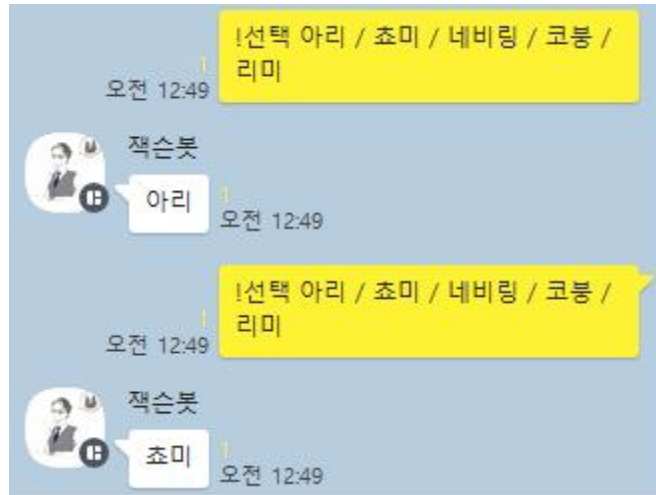 !선택 아리 / 쵸미 / 네비링 / 코붕 /
리미
1
오전 12:49
잭슨봇
아리
1
오전 12:49
!선택 아리 / 쵸미 / 네비링 / 코붕 /
리미
1
오전 12:49
잭슨봇
쵸미
1
오전 12:49